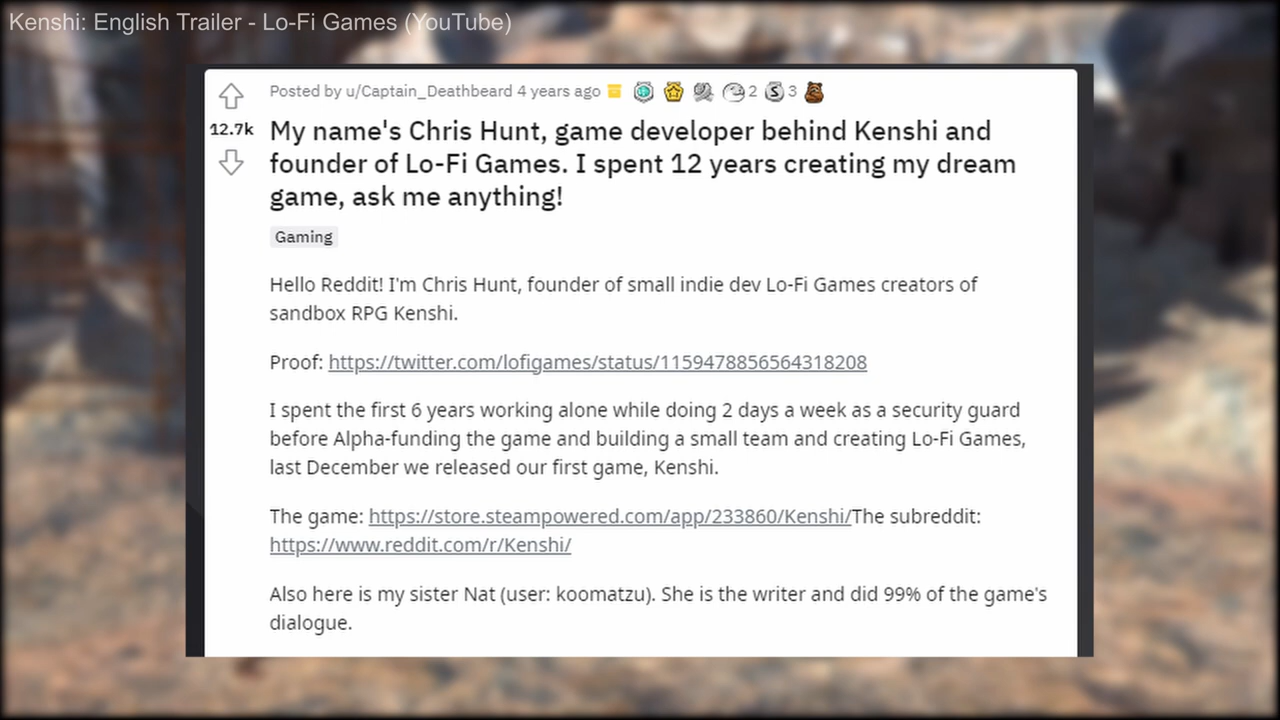 Kenshi: English Trailer - Lo-Fi Games (YouTube)
Posted by u/Captain_Deathbeard 4 years ago 2 3
12.7k
My name's Chris Hunt, game developer behind Kenshi and
founder of Lo-Fi Games. I spent 12 years creating my dream
game, ask me anything!
Gaming
Hello Reddit! I'm Chris Hunt, founder of small indie dev Lo-Fi Games creators of
sandbox RPG Kenshi.
Proof: https://twitter.com/lofigames/status/1159478856564318208
I spent the first 6 years working alone while doing 2 days a week as a security guard
before Alpha-funding the game and building a small team and creating Lo-Fi Games,
last December we released our first game, Kenshi.
The game: https://store.steampowered.com/app/233860/Kenshi/The subreddit:
https://www.reddit.com/r/Kenshi/
Also here is my sister Nat (user: koomatzu). She is the writer and did 99% of the game's
dialogue.